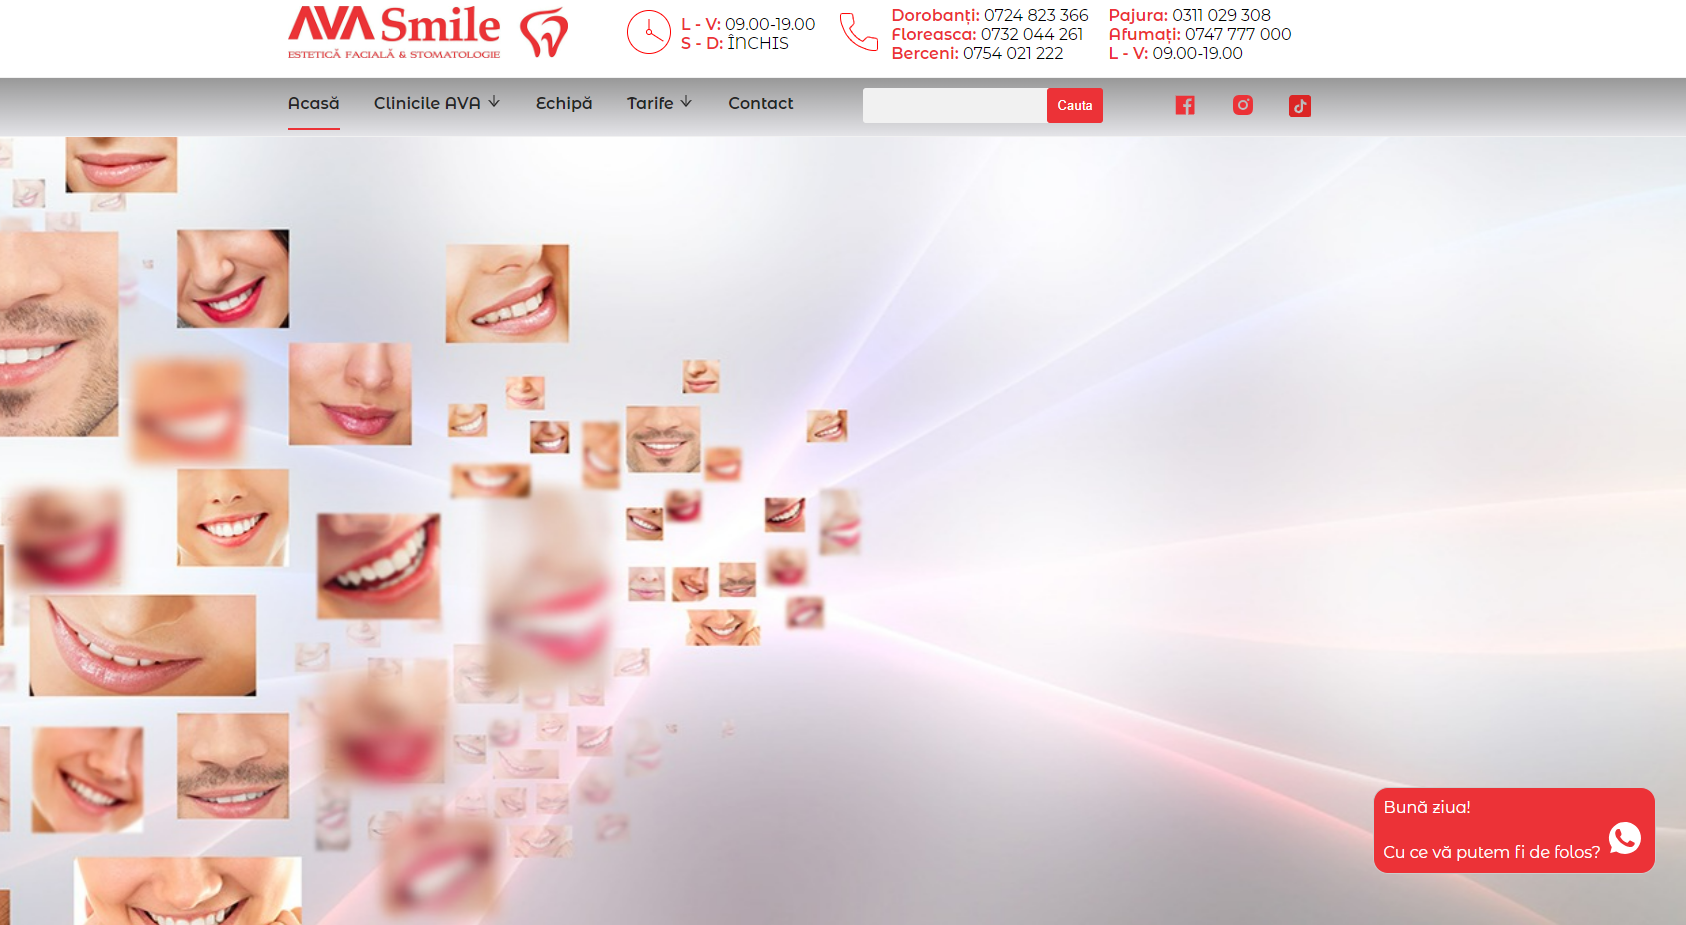 AVA Smile
ESTETICĂ FACIALĂ & STOMATOLOGIE
L - V: 09.00-19.00
S - D: ÎNCHIS
Dorobanți: 0724 823 366
Floreasca: 0732 044 261
Berceni: 0754 021 222
Pajura: 0311 029 308
Afumați: 0747 777 000
L - V: 09.00-19.00
Acasă Clinicile AVA Echipă Tarife Contact Cauta
Bună ziua!
Cu ce vă putem fi de folos?